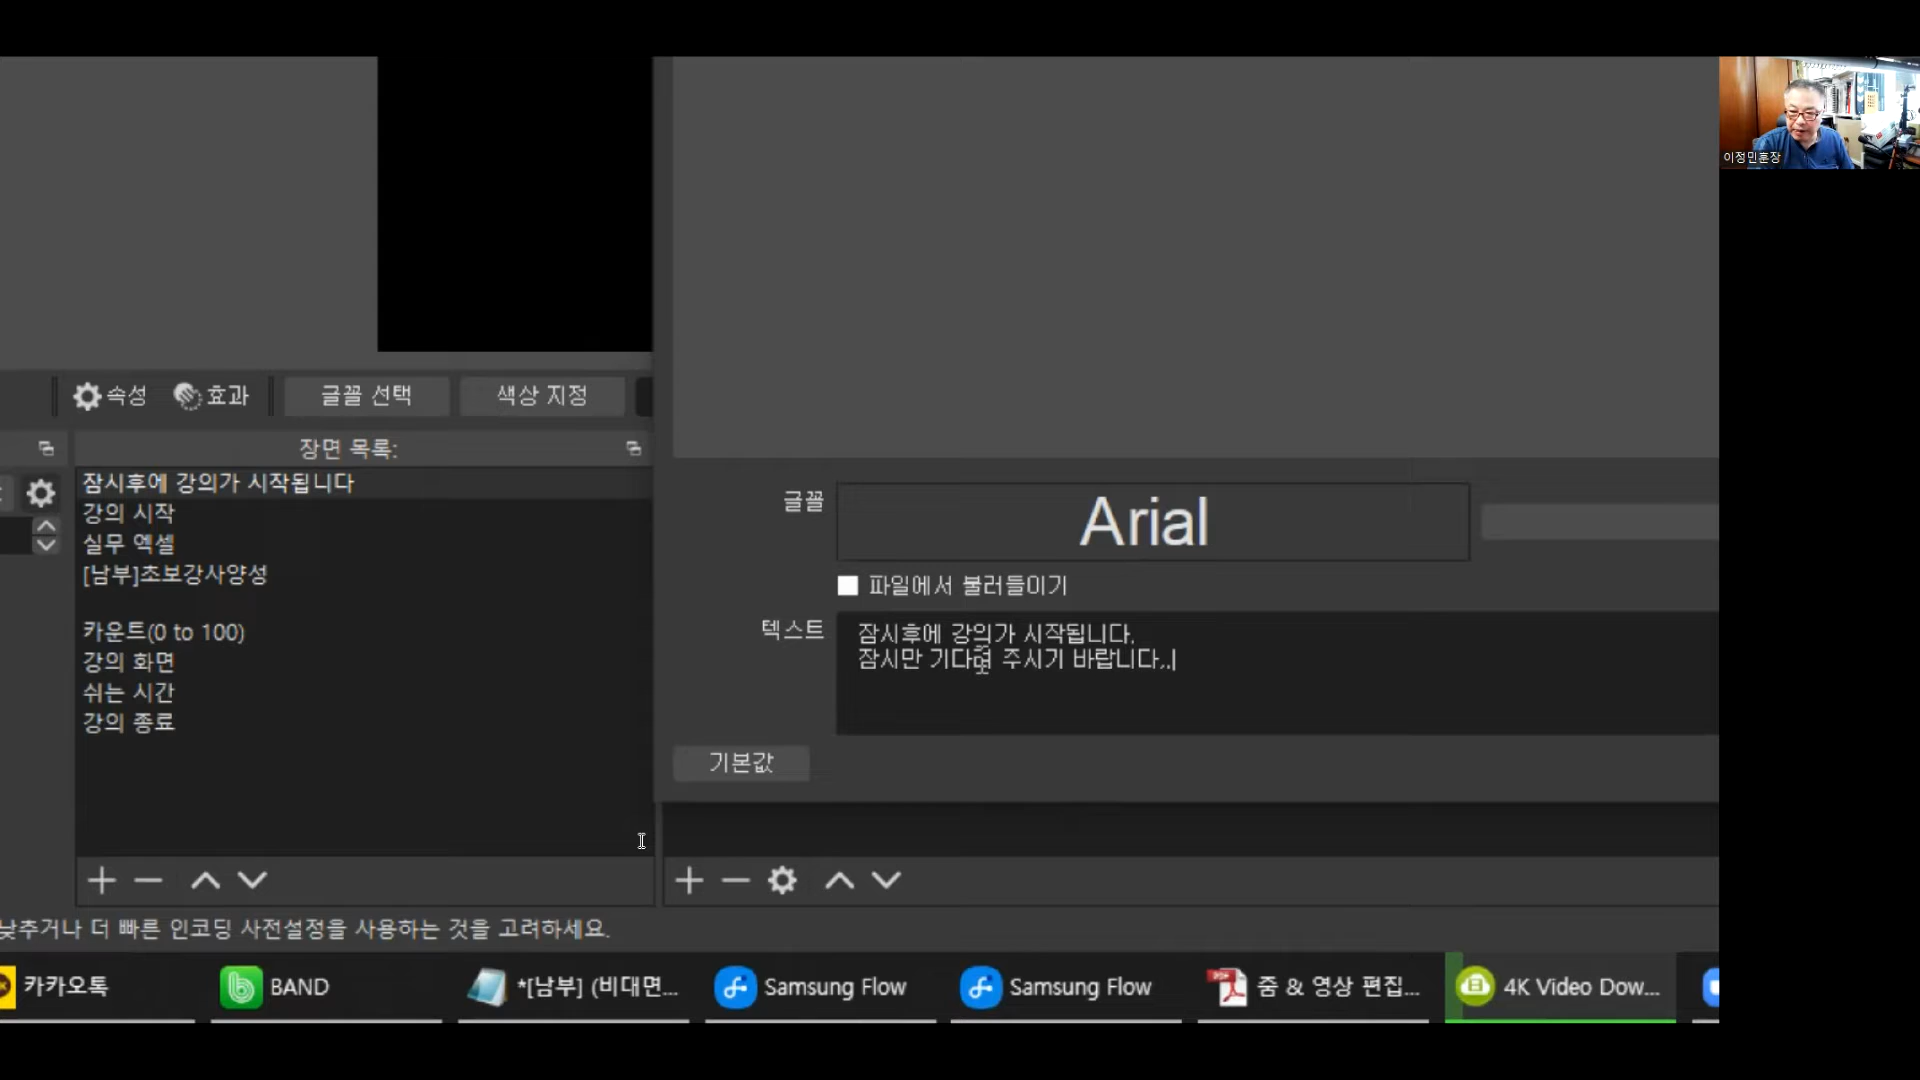 이정민훈장
속성
효과
글꼴 선택
색상 지정
장면 목록:
잠시후에 강의가 시작됩니다
강의 시작
실무 엑셀
[남부]초보강사양성
카운트(0 to 100)
강의 화면
쉬는 시간
강의 종료
글꼴
Arial
파일에서 불러들이기
텍스트
잠시후에 강의가 시작됩니다.
잠시만 기다려 주시기 바랍니다..
기본값
낮추거나 더 빠른 인코딩 사전설정을 사용하는 것을 고려하세요.
카카오톡
BAND
*[남부] (비대면...
Samsung Flow
Samsung Flow
줌 & 영상 편집...
4K Video Dow...